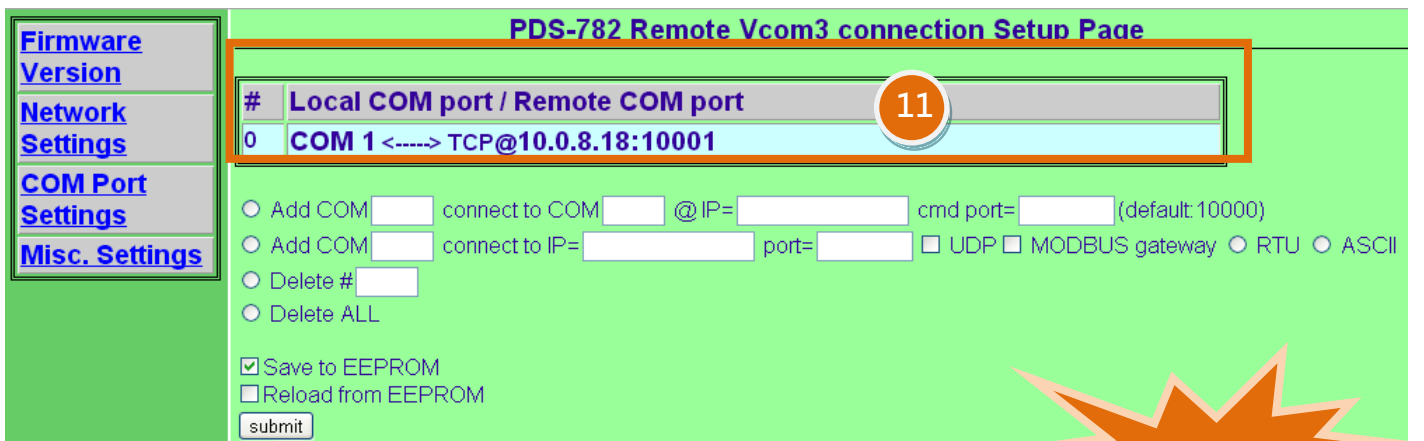 PDS-782 Remote Vcom3 connection Setup Page
Firmware
Version
Network
Settings
COM Port
Settings
Misc. Settings
# Local COM port / Remote COM port
11
0 COM 1 <-----> TCP@10.0.8.18:10001
Add COM connect to COM @ IP= cmd port= (default:10000)
Add COM connect to IP= port= UDP MODBUS gateway RTU ASCII
Delete #
Delete ALL
Save to EEPROM
Reload from EEPROM
submit